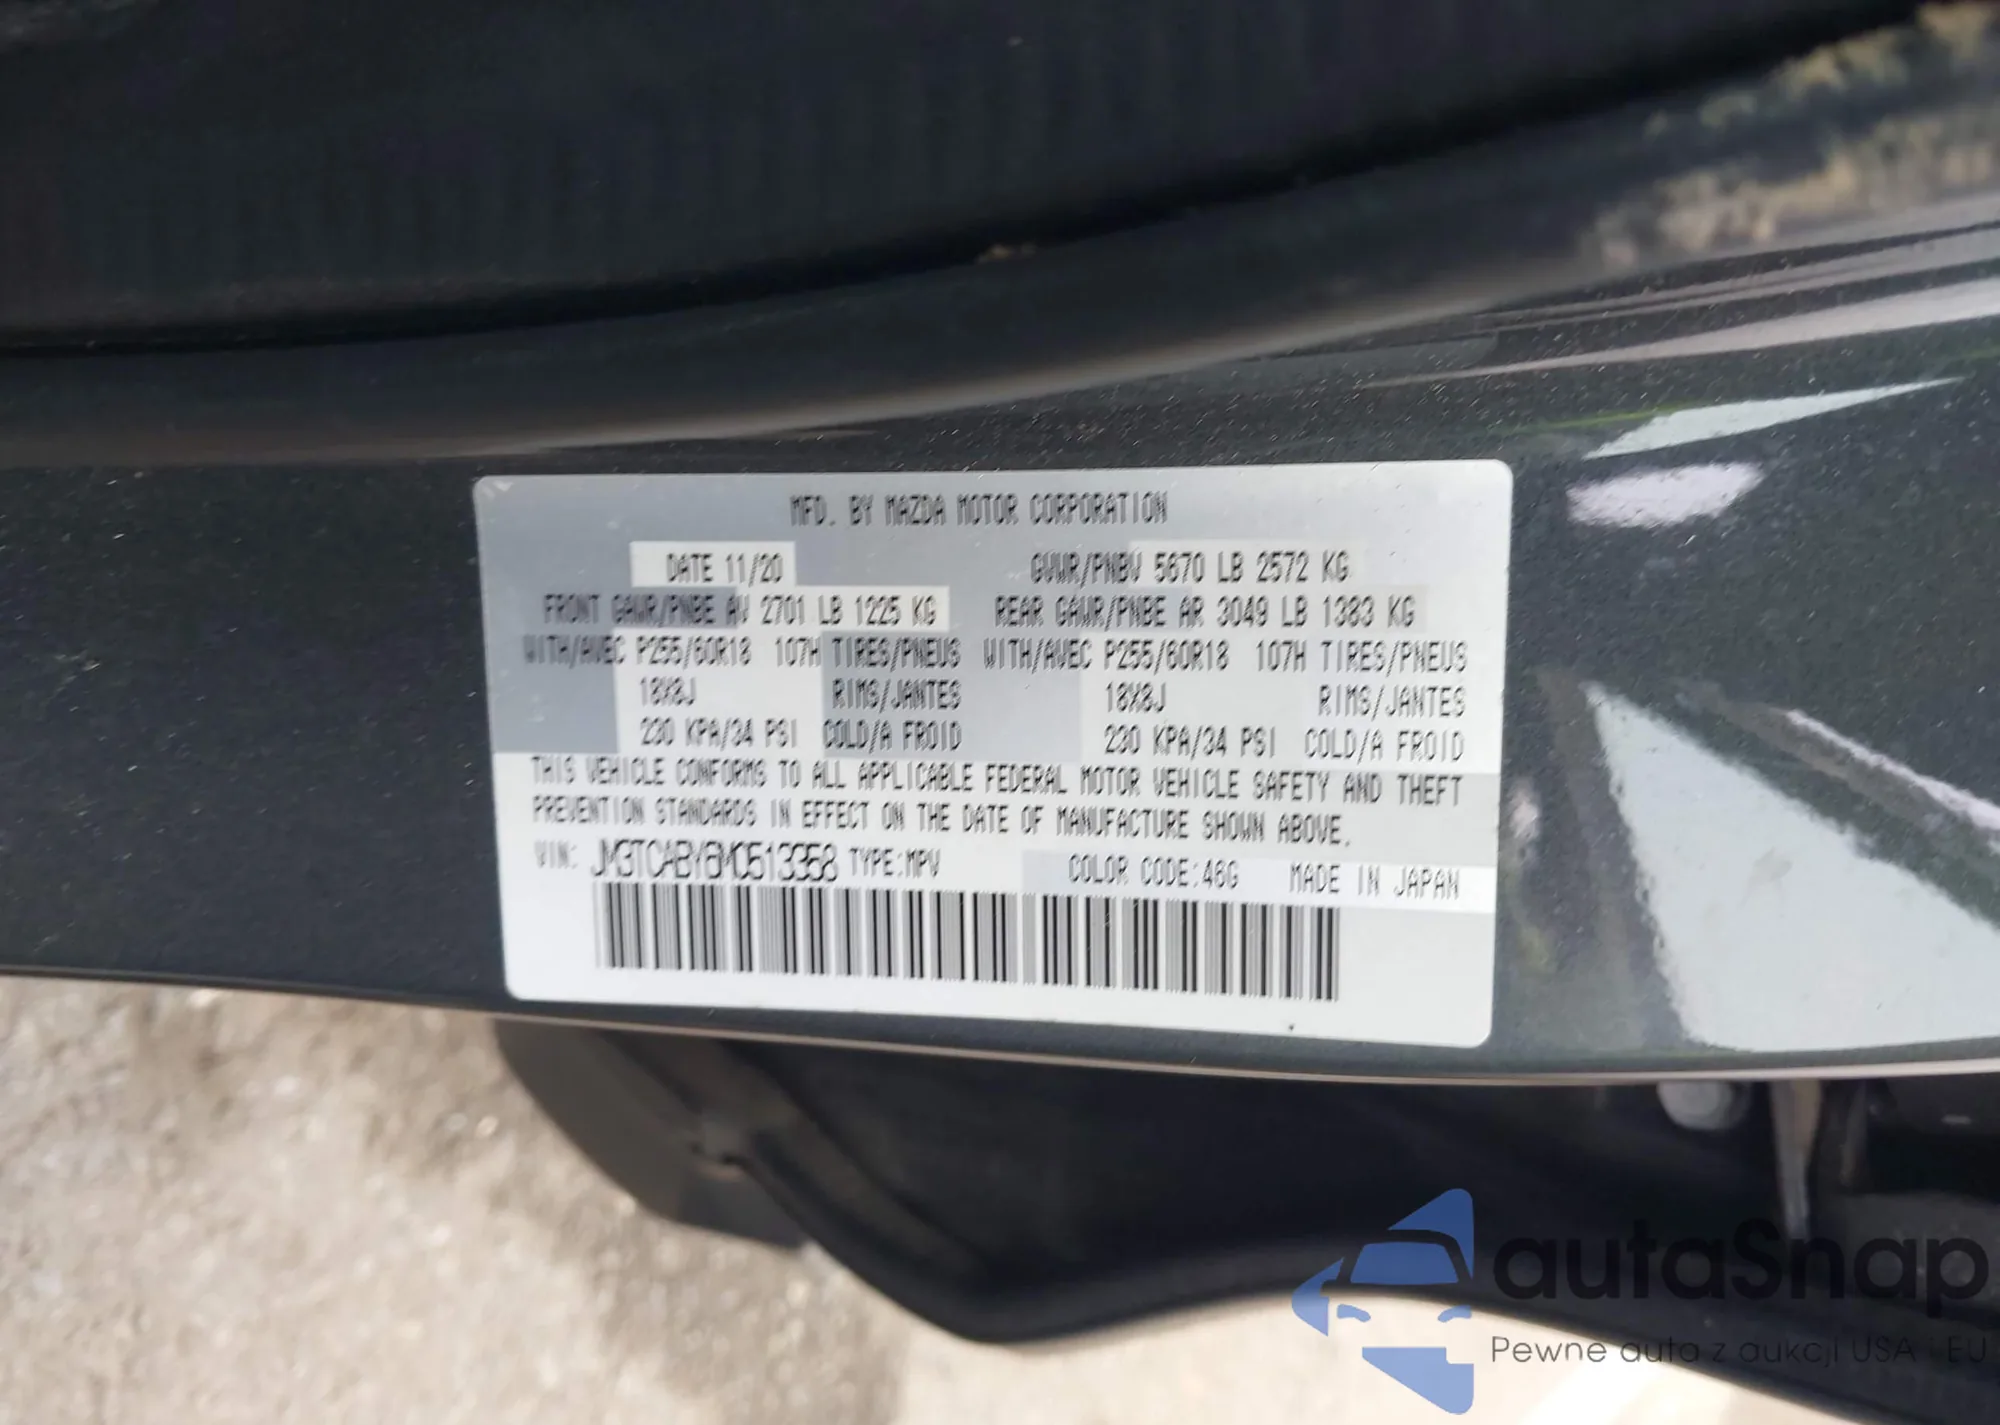 MFD. BY MAZDA MOTOR CORPORATION
DATE 11/20 GVWR/PNBV 5670 LB 2572 KG
FRONT GAWR/PNBE AV 2701 LB 1225 KG REAR GAWR/PNBE AR 3049 LB 1383 KG
WITH/AVEC P255/60R18 107H TIRES/PNEUS WITH/AVEC P255/60R18 107H TIRES/PNEUS
18X8J RIMS/JANTES 18X8J RIMS/JANTES
230 KPA/34 PSI COLD/A FROID 230 KPA/34 PSI COLD/A FROID
THIS VEHICLE CONFORMS TO ALL APPLICABLE FEDERAL MOTOR VEHICLE SAFETY AND THEFT
PREVENTION STANDARDS IN EFFECT ON THE DATE OF MANUFACTURE SHOWN ABOVE.
VIN: JM3TCABY6M0513358 TYPE:MPV COLOR CODE:46G MADE IN JAPAN
autaSnap
Pewne auta z aukcji USA i EU